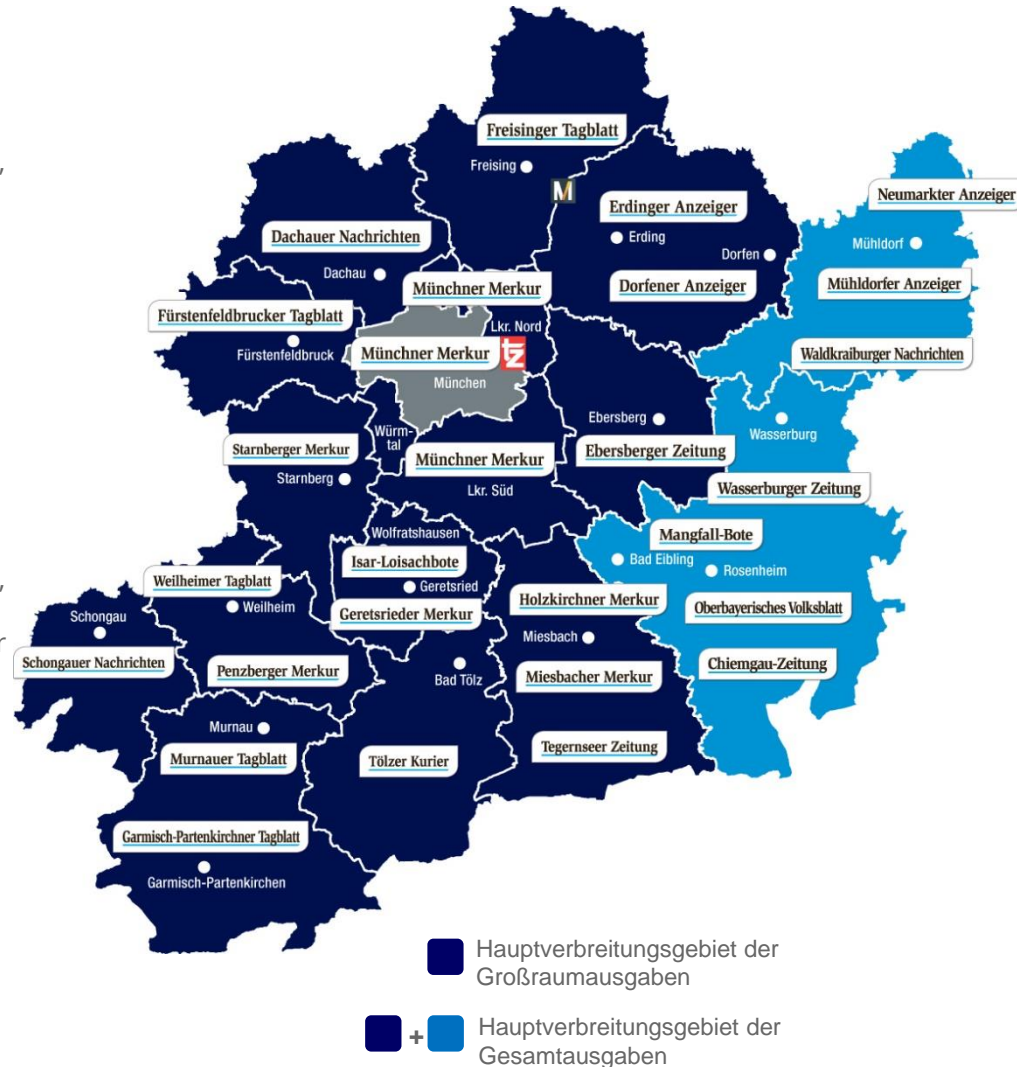 Freisinger Tagblatt
Freising
M
Neumarkter Anzeiger
Erdinger Anzeiger
Erding
Mühldorf
Dachauer Nachrichten
Dorfen
Dachau
Münchner Merkur
Dorfener Anzeiger
Mühldorfer Anzeiger
Fürstenfeldbrucker Tagblatt
Lkr. Nord
Fürstenfeldbruck
Münchner Merkur
tz
Waldkraiburger Nachrichten
München
Ebersberg
Wasserburg
Würm-
tal
Starnberger Merkur
Münchner Merkur
Ebersberger Zeitung
Starnberg
Lkr. Süd
Wasserburger Zeitung
Wolfratshausen
Mangfall-Bote
Isar-Loisachbote
Bad Eibling
Rosenheim
Weilheimer Tagblatt
Geretsried
Weilheim
Geretsrieder Merkur
Holzkirchner Merkur
Oberbayerisches Volksblatt
Schongau
Miesbach
r
Schongauer Nachrichten
Penzberger Merkur
Bad Tölz
Miesbacher Merkur
Chiemgau-Zeitung
Murnau
Murnauer Tagblatt
Tölzer Kurier
Tegernseer Zeitung
Garmisch-Partenkirchner Tagblatt
Garmisch-Partenkirchen
Hauptverbreitungsgebiet der
Großraumausgaben
+ Hauptverbreitungsgebiet der
Gesamtausgaben